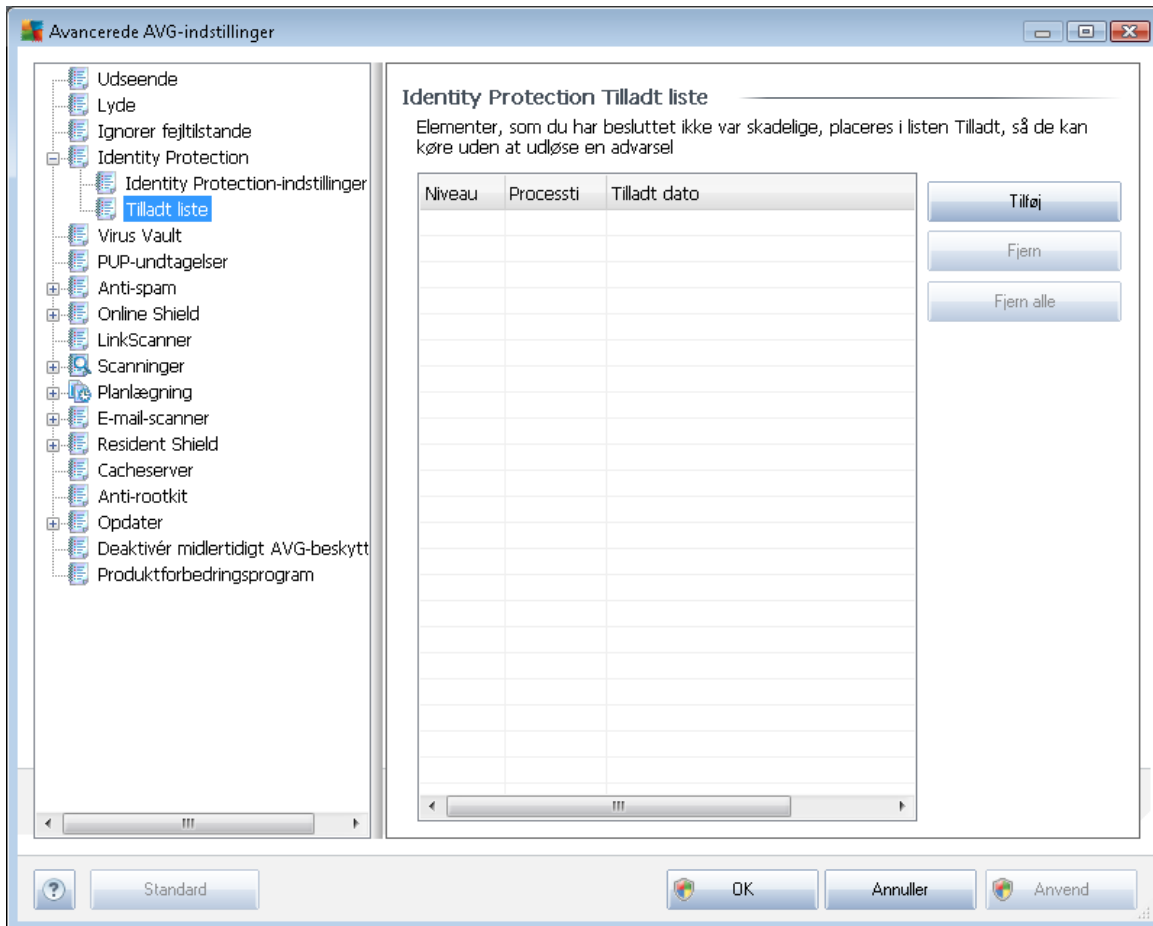 Avancerede AVG-indstillinger
Udseende
Lyde
Ignorer fejltilstande
Identity Protection
Identity Protection-indstillinger
Tilladt liste
Virus Vault
PUP-undtagelser
Anti-spam
Online Shield
LinkScanner
Scanninger
Planlægning
E-mail-scanner
Resident Shield
Cacheserver
Anti-rootkit
Opdater
Deaktivér midlertidigt AVG-beskytt
Produktforbedringsprogram
Identity Protection Tilladt liste
Elementer, som du har besluttet ikke var skadelige, placeres i listen Tilladt, så de kan
køre uden at udløse en advarsel
Niveau Processti Tilladt dato
Tilføj
Fjern
Fjern alle
? Standard OK Annuller Anvend